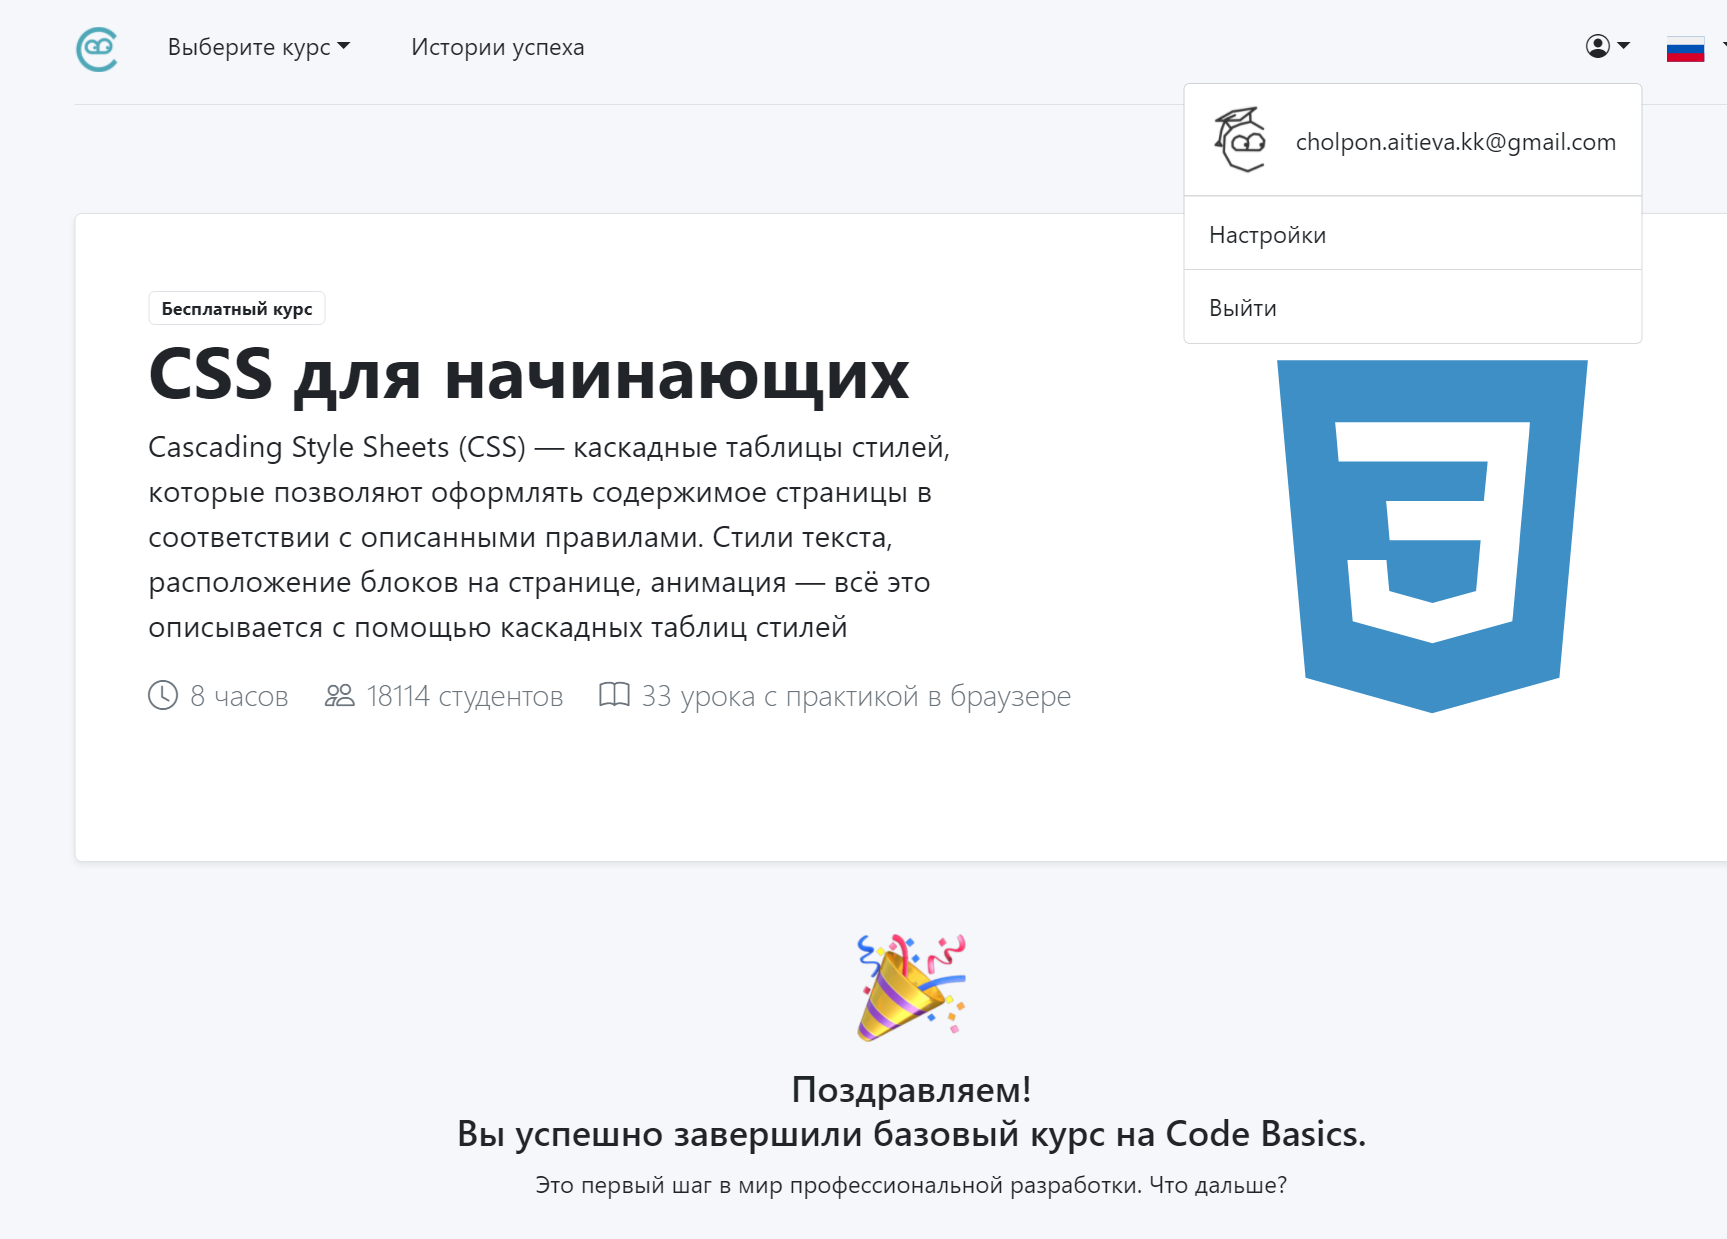 Выберите курс
Истории успеха
cholpon.aitieva.kk@gmail.com
Настройки
Выйти
Бесплатный курс
CSS для начинающих
Cascading Style Sheets (CSS) — каскадные таблицы стилей,
которые позволяют оформлять содержимое страницы в
соответствии с описанными правилами. Стили текста,
расположение блоков на странице, анимация — всё это
описывается с помощью каскадных таблиц стилей
8 часов
18114 студентов
33 урока с практикой в браузере
Поздравляем!
Вы успешно завершили базовый курс на Code Basics.
Это первый шаг в мир профессиональной разработки. Что дальше?